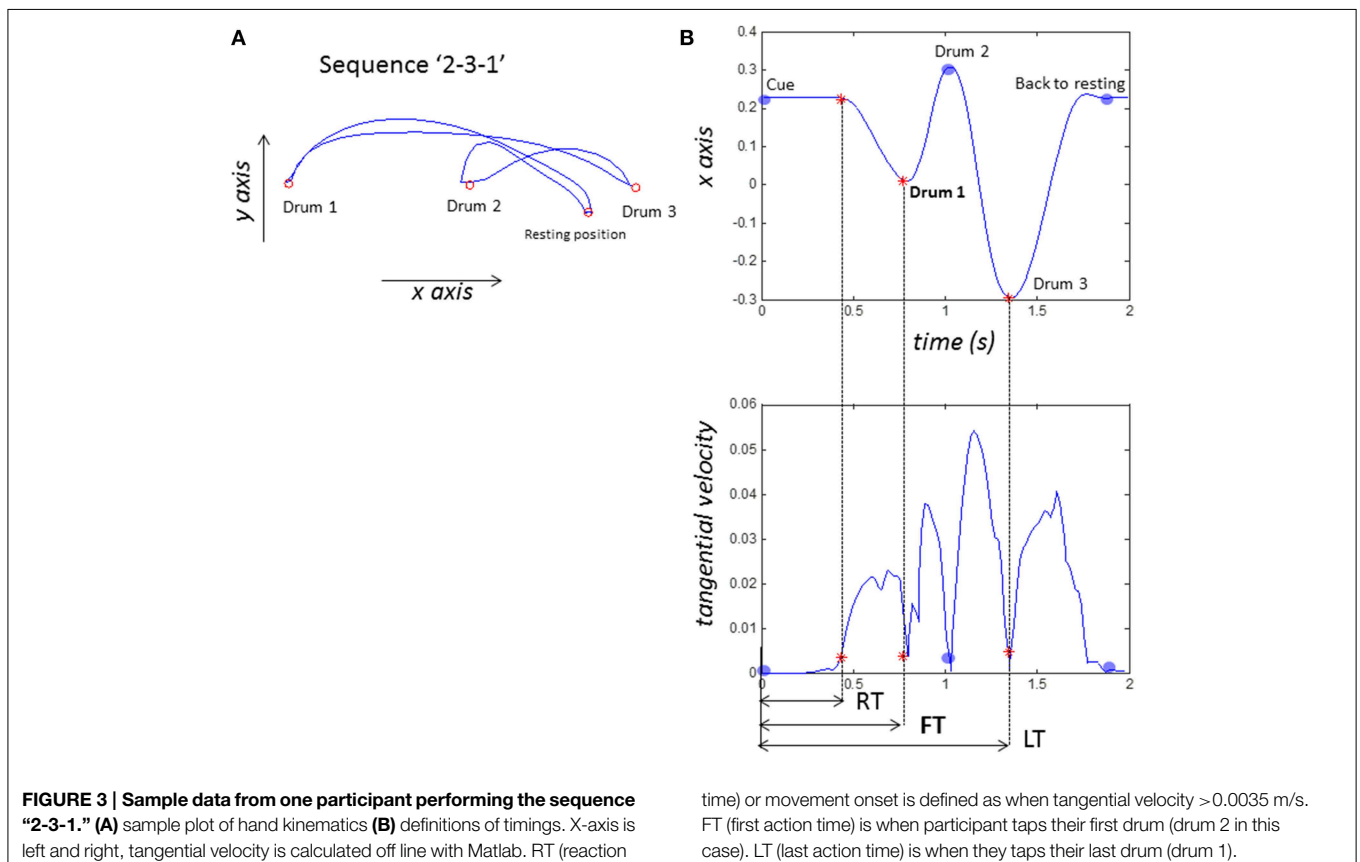 A
Sequence '2-3-1'
y axis
Drum 1
Drum 2
Drum 3
Resting position
x axis
B
0.4
0.3
0.2
0.1
0
-0.1
-0.2
-0.3
x axis
Cue
Drum 2
Back to resting
Drum 1
Drum 3
0 0.5 1 1.5 2
time (s)
0.06
0.05
0.04
0.03
0.02
0.01
0
tangential velocity
0 0.5 1 1.5 2
RT
FT
LT
FIGURE 3 | Sample data from one participant performing the sequence
"2-3-1." (A) sample plot of hand kinematics (B) definitions of timings. X-axis is
left and right, tangential velocity is calculated off line with Matlab. RT (reaction
time) or movement onset is defined as when tangential velocity >0.0035 m/s.
FT (first action time) is when participant taps their first drum (drum 2 in this
case). LT (last action time) is when they taps their last drum (drum 1).